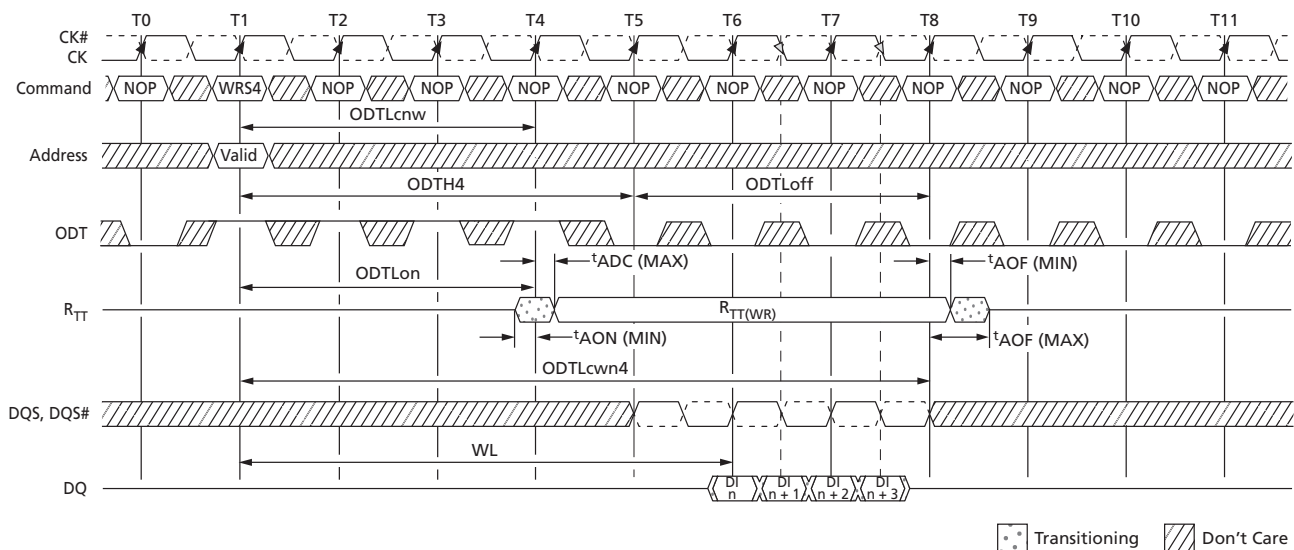 T0 T1 T2 T3 T4 T5 T6 T7 T8 T9 T10 T11
CK#
CK
Command NOP WRS4 NOP NOP NOP NOP NOP NOP NOP NOP NOP NOP
ODTLcnw
Address Valid
ODTH4 ODTLoff
ODT
tADC (MAX) tAOF (MIN)
ODTLon
RTT RTT(WR)
tAON (MIN) tAOF (MAX)
ODTLcwn4
DQS, DQS#
WL
DQ DI n DI n + 1 DI n + 2 DI n + 3
Transitioning Don't Care